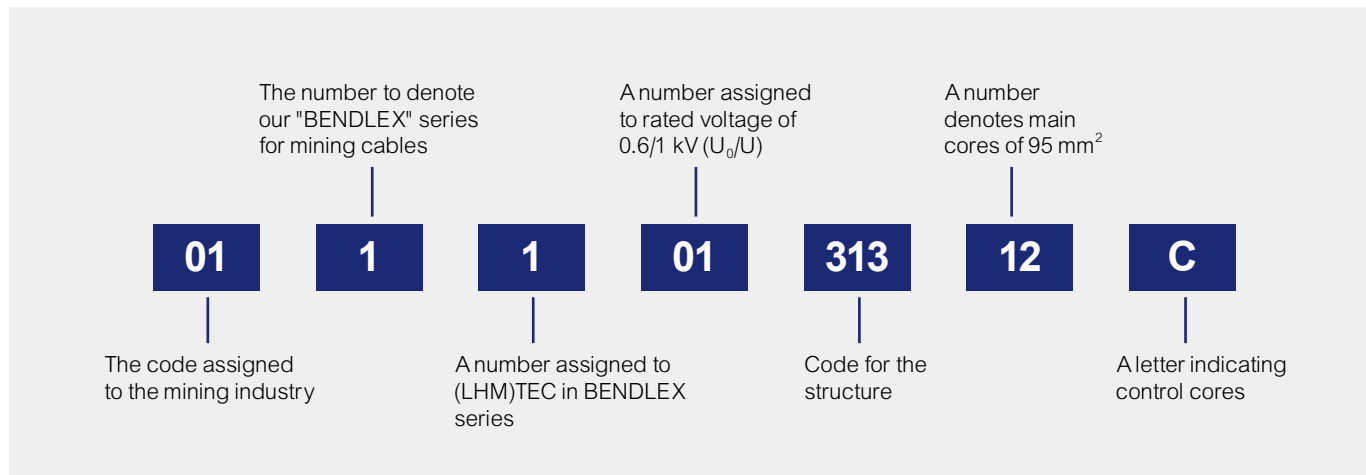 The number to denote
our "BENDLEX" series
for mining cables
A number assigned
to rated voltage of
0.6/1 kV (U₀/U)
A number
denotes main
cores of 95 mm²
01 1 1 01 313 12 C
The code assigned
to the mining industry
A number assigned to
(LHM)TEC in BENDLEX
series
Code for the
structure
A letter indicating
control cores